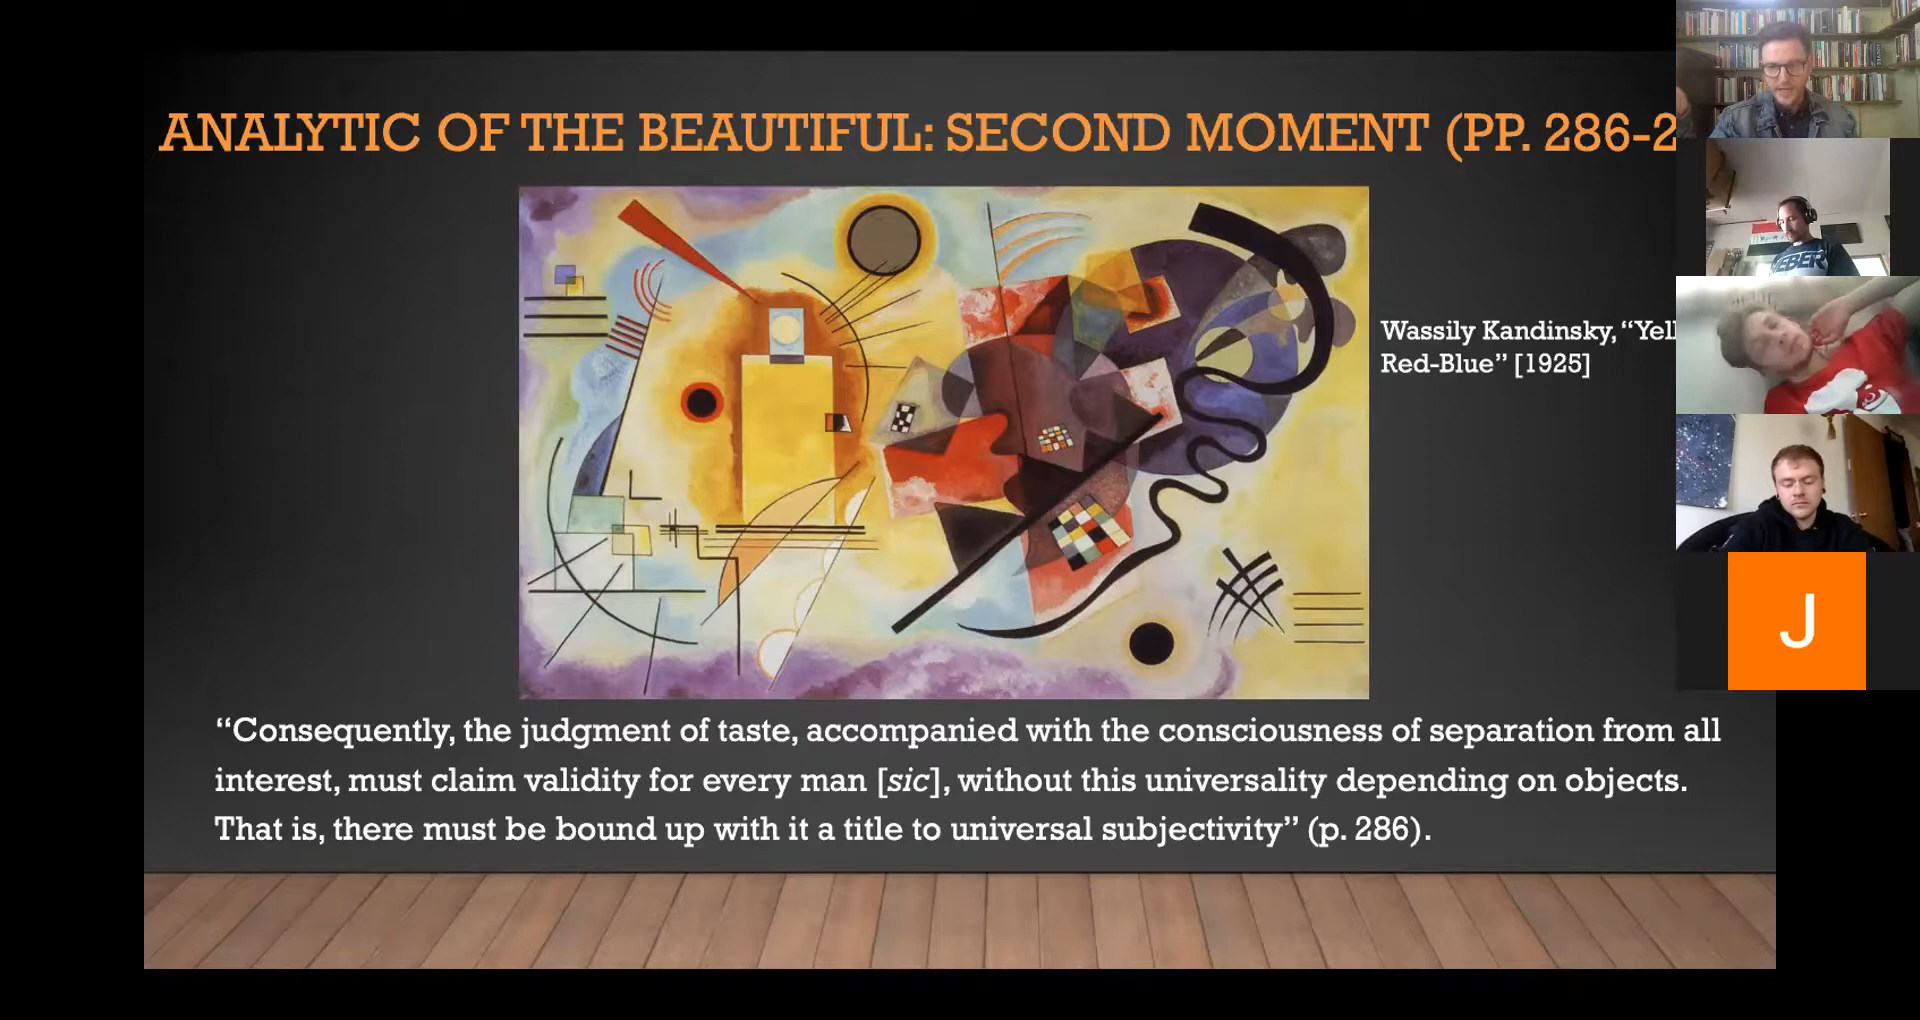 ANALYTIC OF THE BEAUTIFUL: SECOND MOMENT (PP. 286-2
Wassily Kandinsky, “Yell
Red-Blue” [1925]
EBER
J
“Consequently, the judgment of taste, accompanied with the consciousness of separation from all
interest, must claim validity for every man [sic], without this universality depending on objects.
That is, there must be bound up with it a title to universal subjectivity” (p. 286).